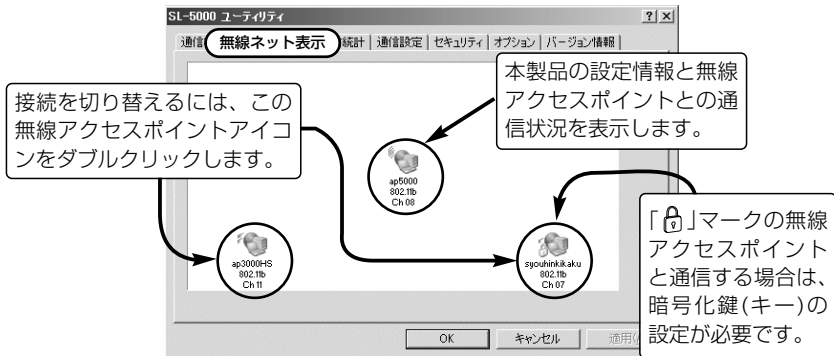 SL-5000 ユーティリティ
通信
無線ネット表示
統計
通信設定
セキュリティ
オプション
バージョン情報
接続を切り替えるには、この
無線アクセスポイントアイコ
ンをダブルクリックします。
本製品の設定情報と無線
アクセスポイントとの通
信状況を表示します。
ap5000
802.11b
Ch 08
ap3000HS
802.11b
Ch 11
syouhinkikaku
802.11b
Ch 07
「」マークの無線
アクセスポイント
と通信する場合は、
暗号化鍵(キー)の
設定が必要です。
OK
キャンセル
適用(